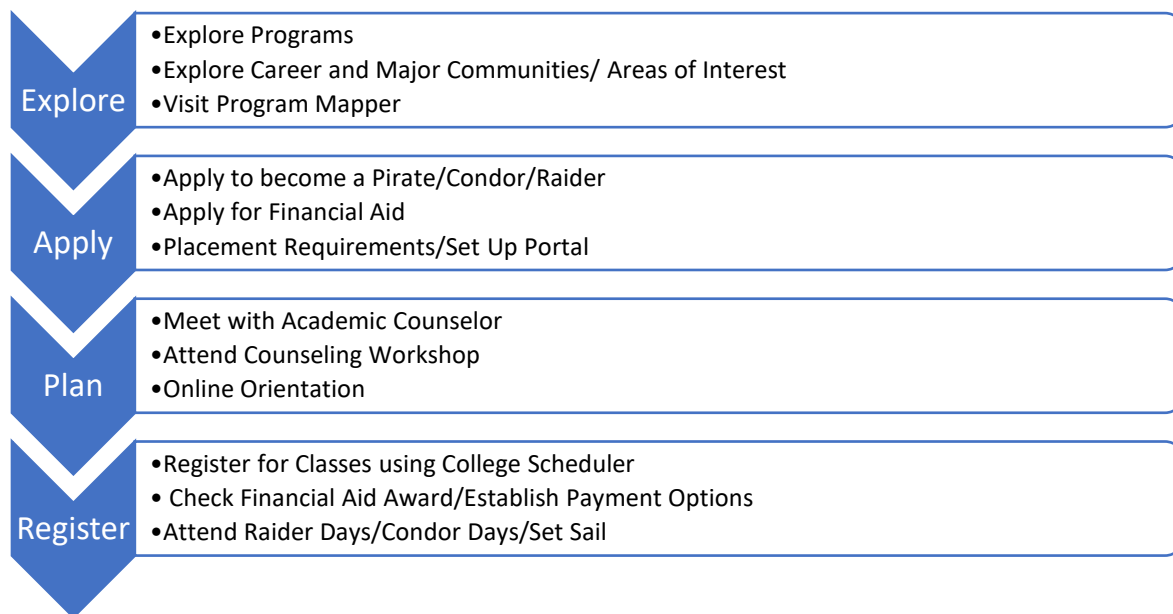 Explore
•Explore Programs
•Explore Career and Major Communities/ Areas of Interest
•Visit Program Mapper
Apply
•Apply to become a Pirate/Condor/Raider
•Apply for Financial Aid
•Placement Requirements/Set Up Portal
Plan
•Meet with Academic Counselor
•Attend Counseling Workshop
•Online Orientation
Register
•Register for Classes using College Scheduler
• Check Financial Aid Award/Establish Payment Options
•Attend Raider Days/Condor Days/Set Sail